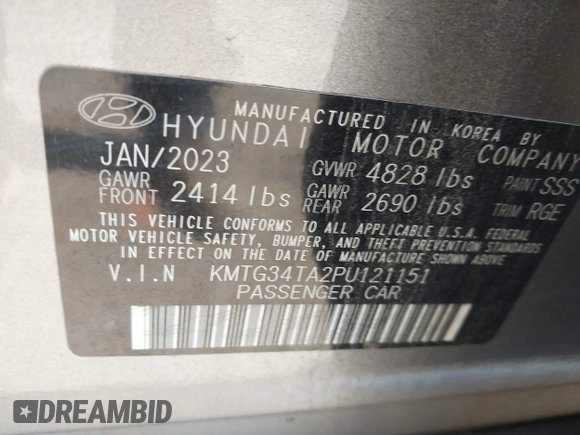 MANUFACTURED IN KOREA BY
HYUNDAI MOTOR COMPANY
JAN/2023 GVWR 4828 lbs PAINT SSS
GAWR FRONT 2414 lbs GAWR REAR 2690 lbs TRIM RGE
THIS VEHICLE CONFORMS TO ALL APPLICABLE U.S.A. FEDERAL
MOTOR VEHICLE SAFETY, BUMPER, AND THEFT PREVENTION STANDARDS
IN EFFECT ON THE DATE OF MANUFACTURE SHOWN ABOVE
V.I.N KMTG34TA2PU121151
PASSENGER CAR
DREAMBID